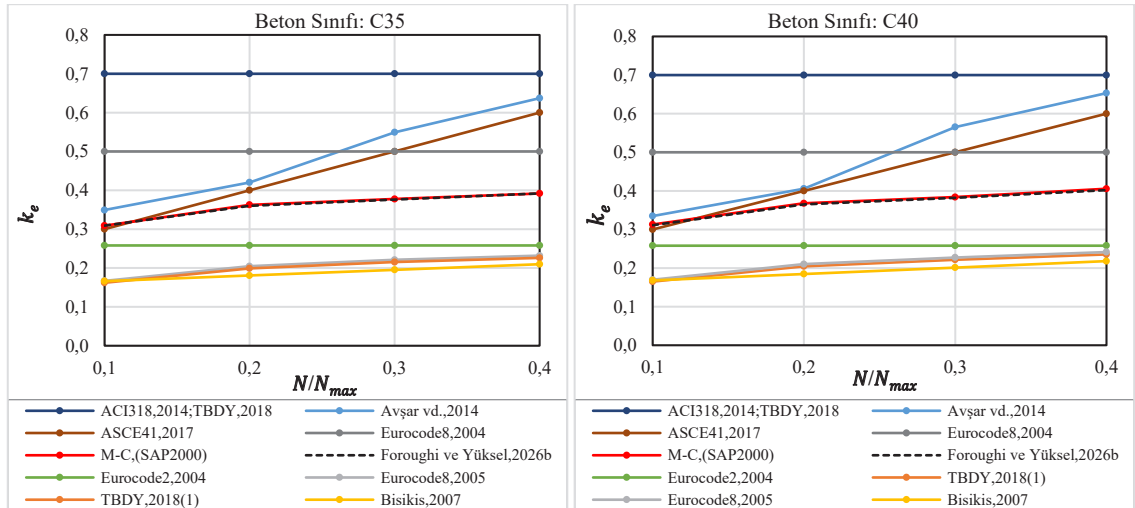 Beton Sınıfı: C35
0,8
0,7
0,6
0,5
0,4
0,3
0,2
0,1
0,0
k_e
0,1 0,2 0,3 0,4
N/N_max
ACI318,2014;TBDY,2018 Avşar vd.,2014
ASCE41,2017 Eurocode8,2004
M-C,(SAP2000) Foroughi ve Yüksel,2026b
Eurocode2,2004 Eurocode8,2005
TBDY,2018(1) Bisikis,2007
Beton Sınıfı: C40
0,8
0,7
0,6
0,5
0,4
0,3
0,2
0,1
0,0
k_e
0,1 0,2 0,3 0,4
N/N_max
ACI318,2014;TBDY,2018 Avşar vd.,2014
ASCE41,2017 Eurocode8,2004
M-C,(SAP2000) Foroughi ve Yüksel,2026b
Eurocode2,2004 TBDY,2018(1)
Eurocode8,2005 Bisikis,2007